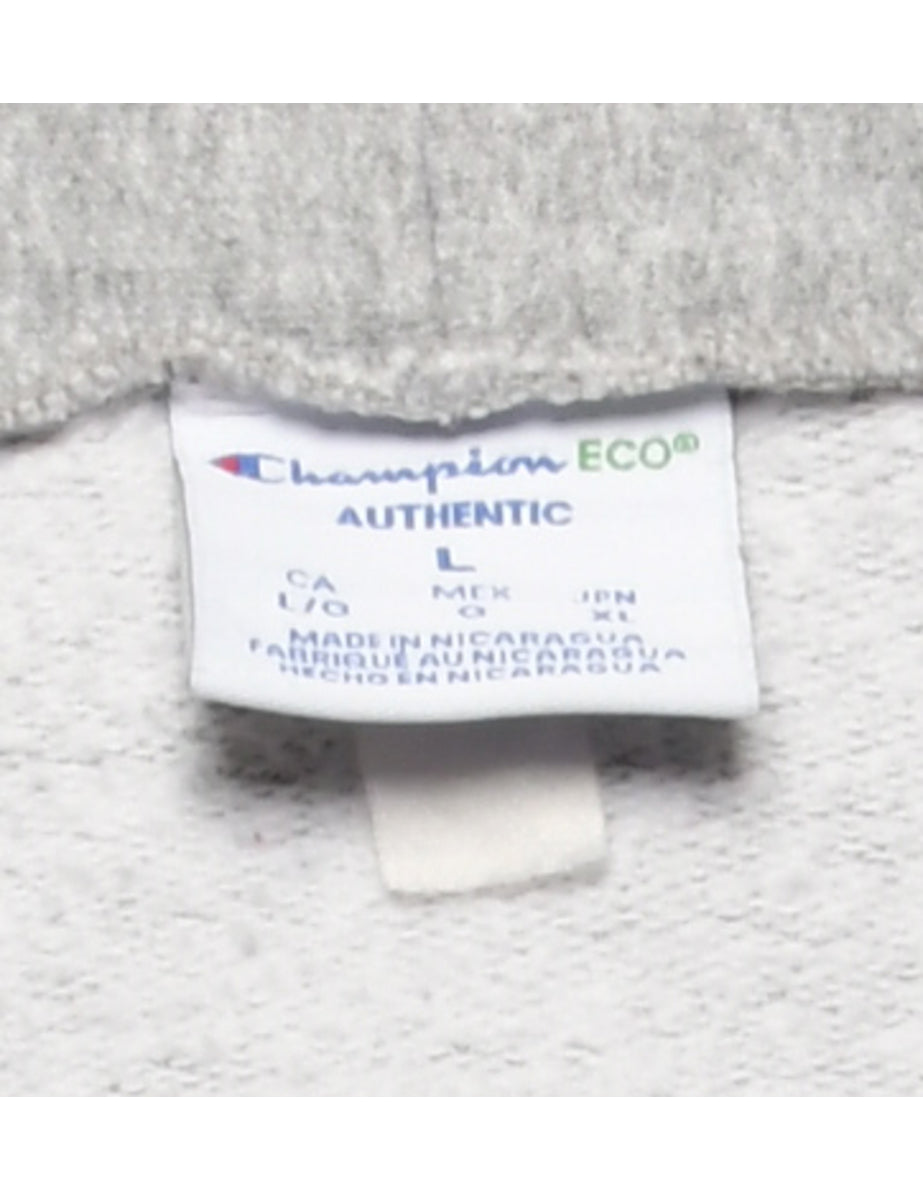 Champion ECO®
AUTHENTIC
L
CA MEX JPN
L/G G XL
MADE IN NICARAGUA
FABRIQUÉ AU NICARAGUA
HECHO EN NICARAGUA